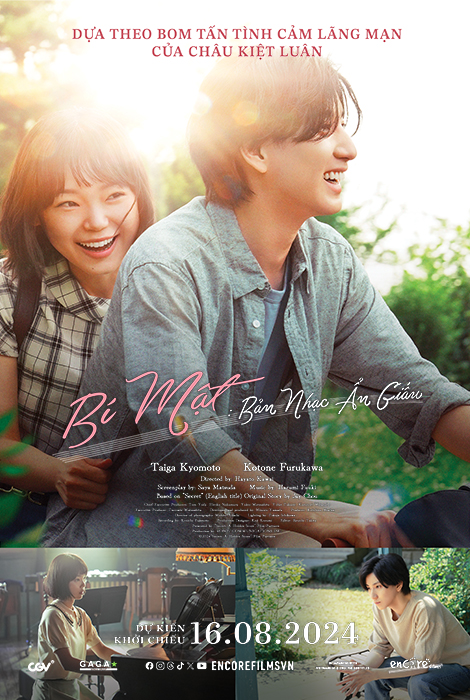 DỰA THEO BOM TẤN TÌNH CẢM LÃNG MẠN
CỦA CHÂU KIỆT LUÂN
Bí Mật : Bản Nhạc Ẩn Giấu
Taiga Kyomoto Kotone Furukawa
Directed by Hayato Kawai
Screenplay by Saya Matsuda Music by Harumi Fuuki
Based on "Secret" (English title) Original Story by Jay Chou
DỰ KIẾN
KHỞI CHIẾU 16.08.2024
CGV GAGA ENCOREFILMSVN encore films